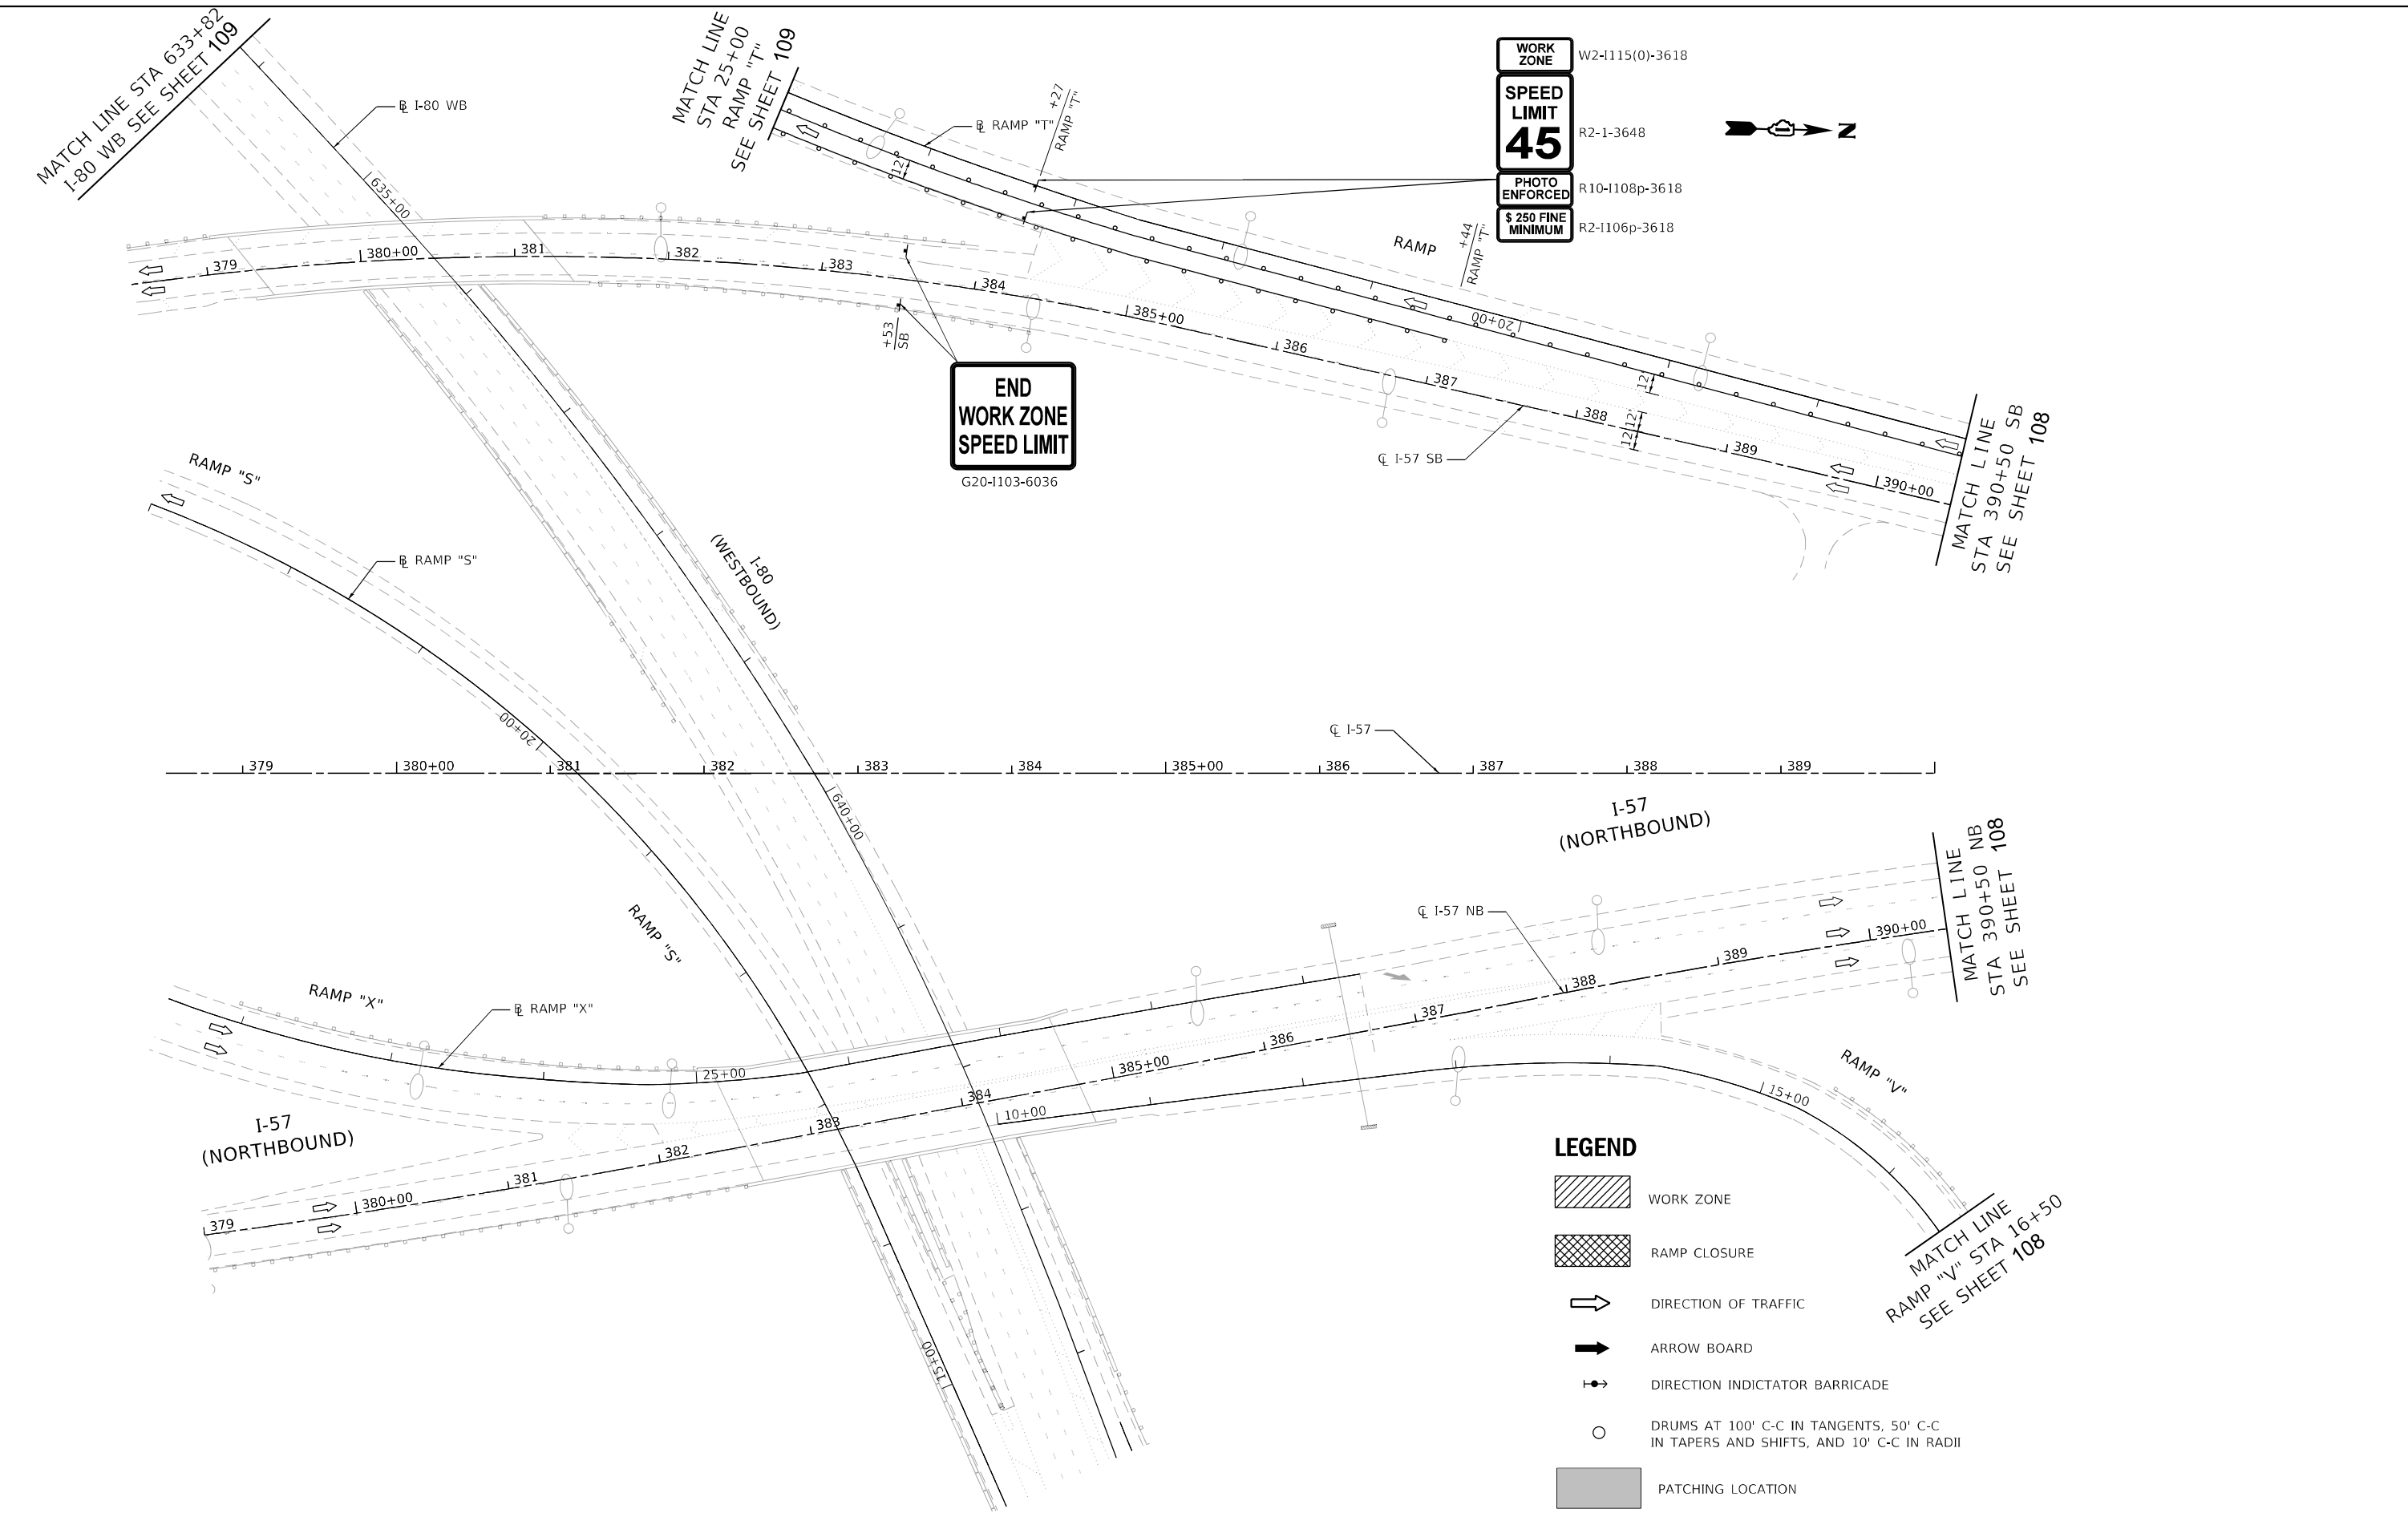 MATCH LINE STA 633+82
I-80 WB SEE SHEET 109
℄ I-80 WB
635+00
MATCH LINE
STA 25+00
RAMP "T"
SEE SHEET 109
12'
℄ RAMP "T"
+27
RAMP "T"
WORK
ZONE
W2-I115(0)-3618
SPEED
LIMIT
45
R2-1-3648
PHOTO
ENFORCED
R10-I108p-3618
$ 250 FINE
MINIMUM
R2-I106p-3618
N
RAMP
+44
RAMP "T"
20+00
379
380+00
381
382
383
384
385+00
386
387
388
389
390+00
+53
SB
END
WORK ZONE
SPEED LIMIT
G20-I103-6036
12'
12'
12'
℄ I-57 SB
MATCH LINE
STA 390+50 SB
SEE SHEET 108
RAMP "S"
℄ RAMP "S"
I-80
(WESTBOUND)
20+00
℄ I-57
379
380+00
381
382
383
384
385+00
386
387
388
389
640+00
I-57
(NORTHBOUND)
RAMP "S"
℄ I-57 NB
MATCH LINE
STA 390+50 NB
SEE SHEET 108
RAMP "X"
℄ RAMP "X"
25+00
I-57
(NORTHBOUND)
379
380+00
381
382
383
384
385+00
386
387
388
389
390+00
10+00
RAMP "V"
15+00
MATCH LINE
RAMP "V" STA 16+50
SEE SHEET 108
15+00
LEGEND
WORK ZONE
RAMP CLOSURE
DIRECTION OF TRAFFIC
ARROW BOARD
DIRECTION INDICTATOR BARRICADE
DRUMS AT 100' C-C IN TANGENTS, 50' C-C
IN TAPERS AND SHIFTS, AND 10' C-C IN RADII
PATCHING LOCATION